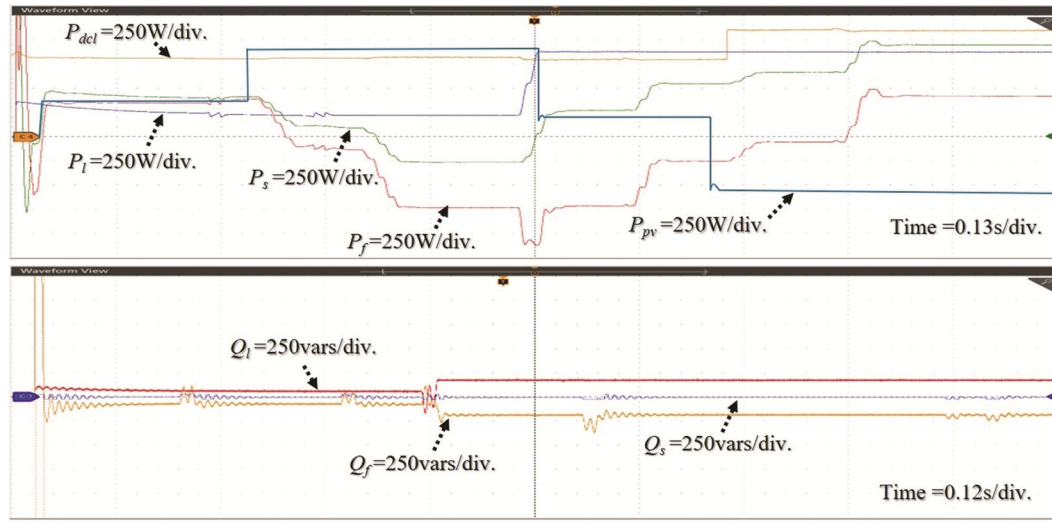 Waveform View
P_dcl=250W/div.
P_l=250W/div.
P_s=250W/div.
P_f=250W/div.
P_pv=250W/div.
Time =0.13s/div.
Waveform View
Q_l=250vars/div.
Q_f=250vars/div.
Q_s=250vars/div.
Time =0.12s/div.